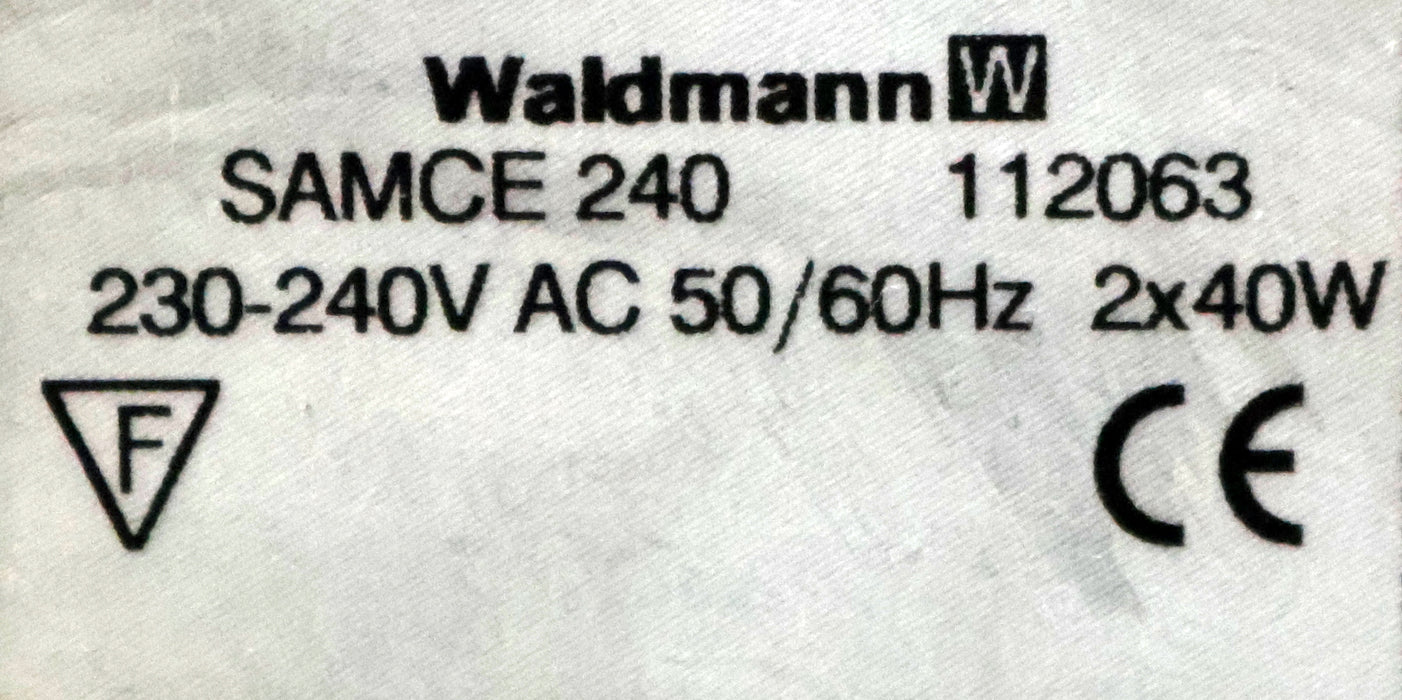 Waldmann W
SAMCE 240 112063
230-240V AC 50/60Hz 2x40W
F CE